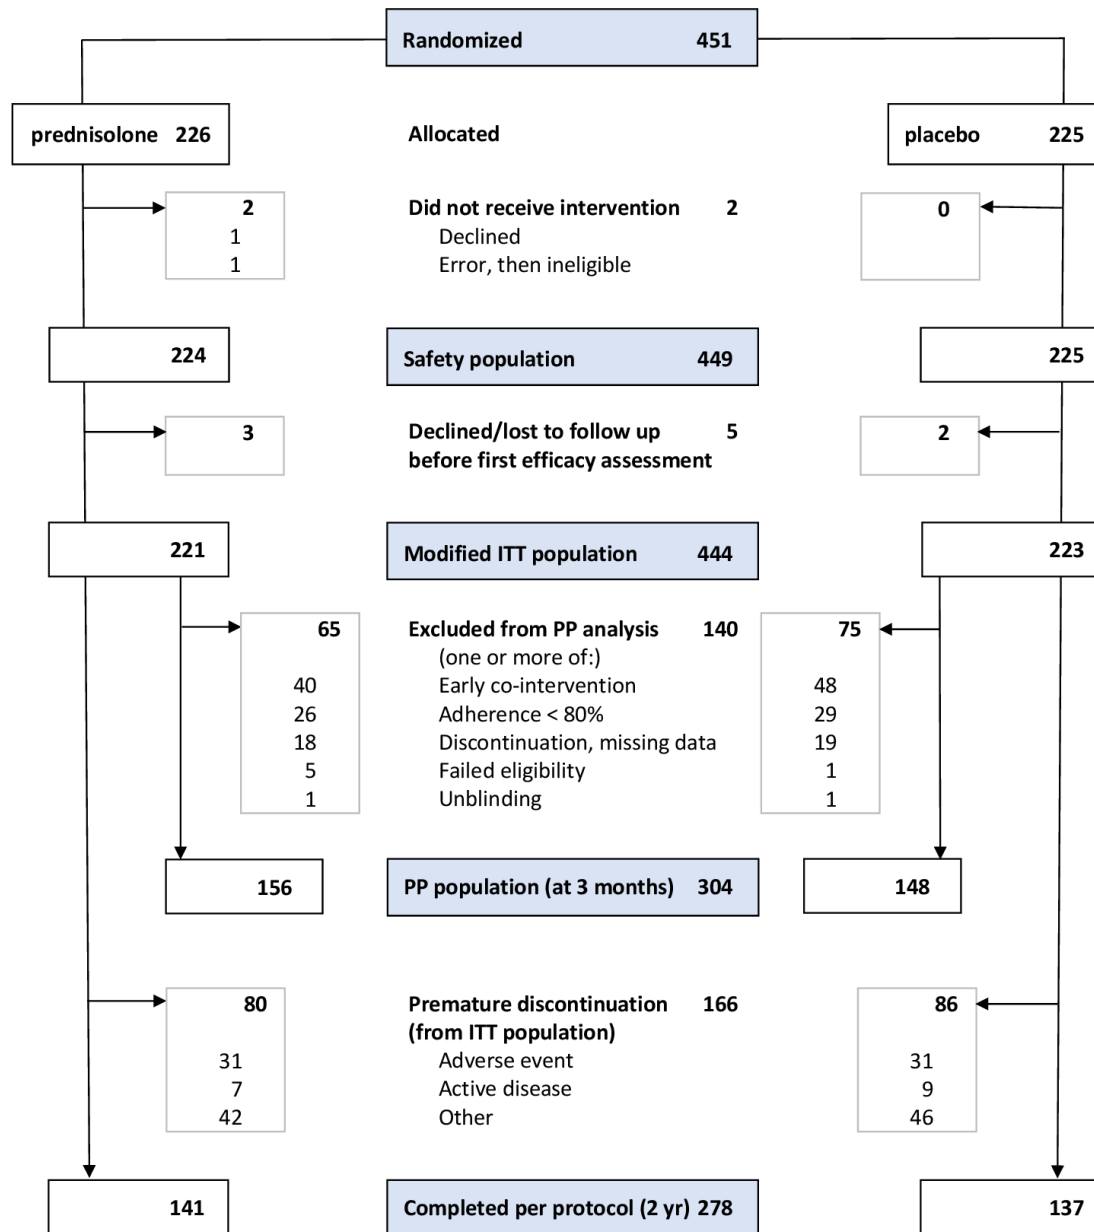 Randomized 451
prednisolone 226 Allocated placebo 225
2 Did not receive intervention 2 0
1 Declined
1 Error, then ineligible
224 Safety population 449 225
3 Declined/lost to follow up 5 2
before first efficacy assessment
221 Modified ITT population 444 223
65 Excluded from PP analysis 140 75
(one or more of:)
40 Early co-intervention 48
26 Adherence < 80% 29
18 Discontinuation, missing data 19
5 Failed eligibility 1
1 Unblinding 1
156 PP population (at 3 months) 304 148
80 Premature discontinuation 166 86
(from ITT population)
31 Adverse event 31
7 Active disease 9
42 Other 46
141 Completed per protocol (2 yr) 278 137